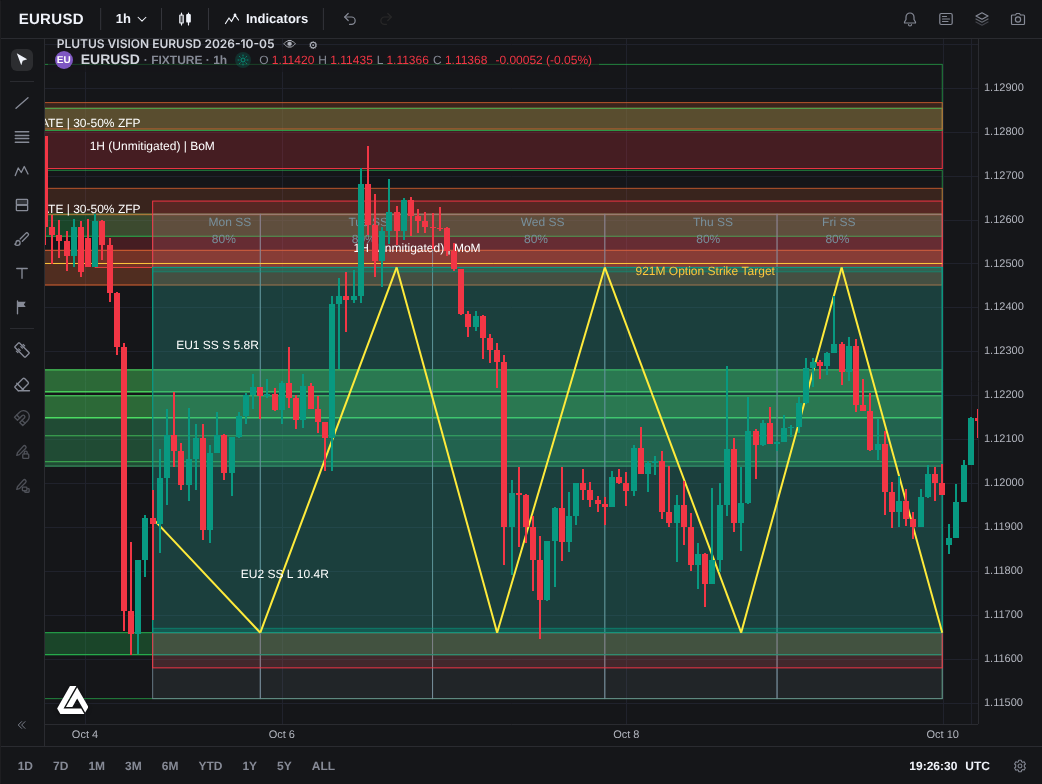 EURUSD 1h Indicators
PLUTUS VISION EURUSD 2026-10-05
EU EURUSD · FIXTURE · 1h O 1.11420 H 1.11435 L 1.11366 C 1.11368 -0.00052 (-0.05%)
1.12900
ATE | 30-50% ZFP
1.12800
1H (Unmitigated) | BoM
1.12700
ATE | 30-50% ZFP
1.12600
Mon SS Wed SS Thu SS Fri SS
80% 80% 80% 80%
MoM
1.12500
921M Option Strike Target
1.12400
EU1 SS S 5.8R
1.12300
1.12200
1.12100
1.12000
1.11900
1.11800
EU2 SS L 10.4R
1.11700
1.11600
1.11500
Oct 4 Oct 6 Oct 8 Oct 10
1D 7D 1M 3M 6M YTD 1Y 5Y ALL 19:26:30 UTC